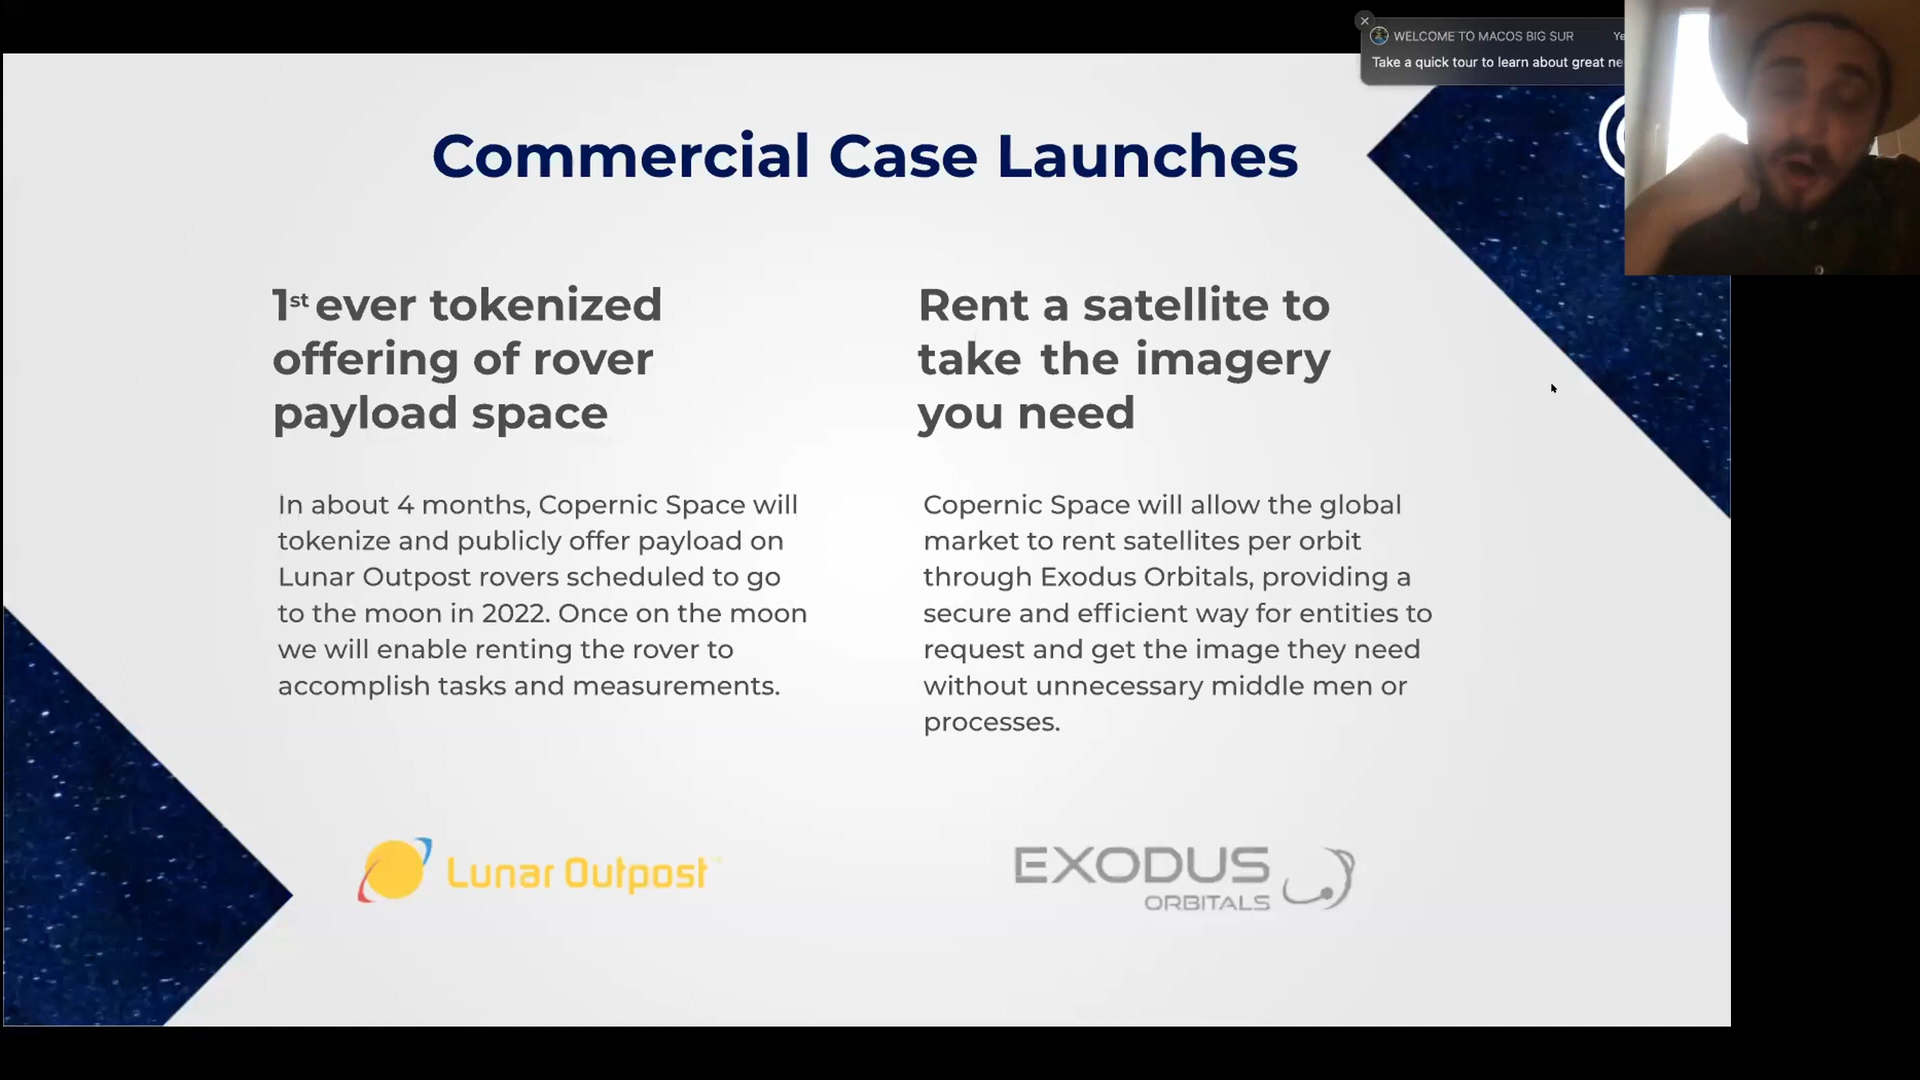 WELCOME TO MACOS BIG SUR
Take a quick tour to learn about great
Commercial Case Launches
1st ever tokenized
offering of rover
payload space
In about 4 months, Copernic Space will
tokenize and publicly offer payload on
Lunar Outpost rovers scheduled to go
to the moon in 2022. Once on the moon
we will enable renting the rover to
accomplish tasks and measurements.
Lunar Outpost
Rent a satellite to
take the imagery
you need
Copernic Space will allow the global
market to rent satellites per orbit
through Exodus Orbitals, providing a
secure and efficient way for entities to
request and get the image they need
without unnecessary middle men or
processes.
EXODUS
ORBITALS